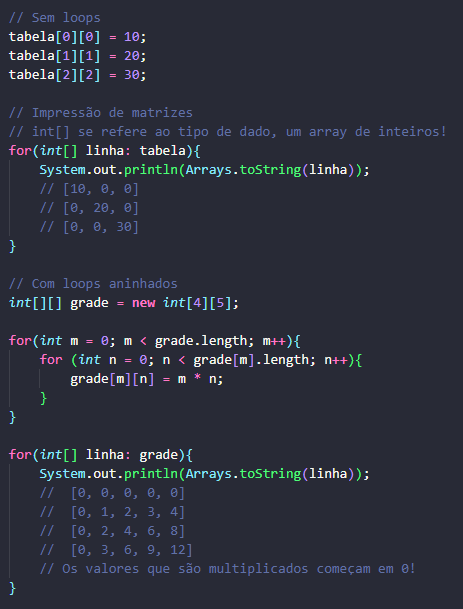 // Sem loops
tabela[0][0] = 10;
tabela[1][1] = 20;
tabela[2][2] = 30;

// Impressão de matrizes
// int[] se refere ao tipo de dado, um array de inteiros!
for(int[] linha: tabela){
    System.out.println(Arrays.toString(linha));
    // [10, 0, 0]
    // [0, 20, 0]
    // [0, 0, 30]
}

// Com loops aninhados
int[][] grade = new int[4][5];

for(int m = 0; m < grade.length; m++){
    for (int n = 0; n < grade[m].length; n++){
        grade[m][n] = m * n;
    }
}

for(int[] linha: grade){
    System.out.println(Arrays.toString(linha));
    //  [0, 0, 0, 0, 0]
    //  [0, 1, 2, 3, 4]
    //  [0, 2, 4, 6, 8]
    //  [0, 3, 6, 9, 12]
    // Os valores que são multiplicados começam em 0!
}